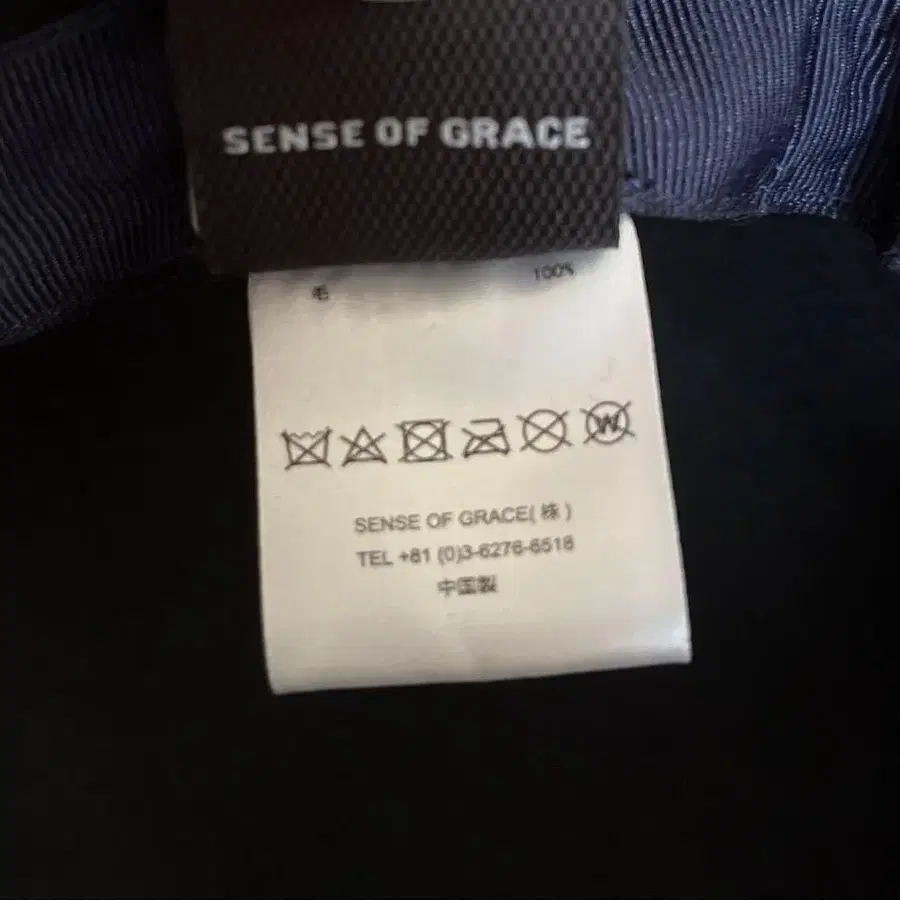 SENSE OF GRACE
毛 100%
W
SENSE OF GRACE(株)
TEL +81 (0)3-6276-6518
中国製